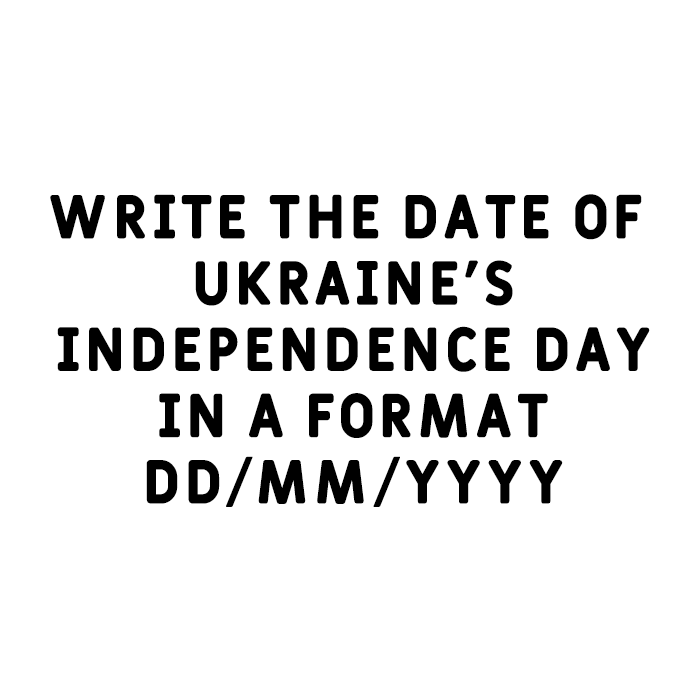 WRITE THE DATE OF
UKRAINE’S
INDEPENDENCE DAY
IN A FORMAT
DD/MM/YYYY